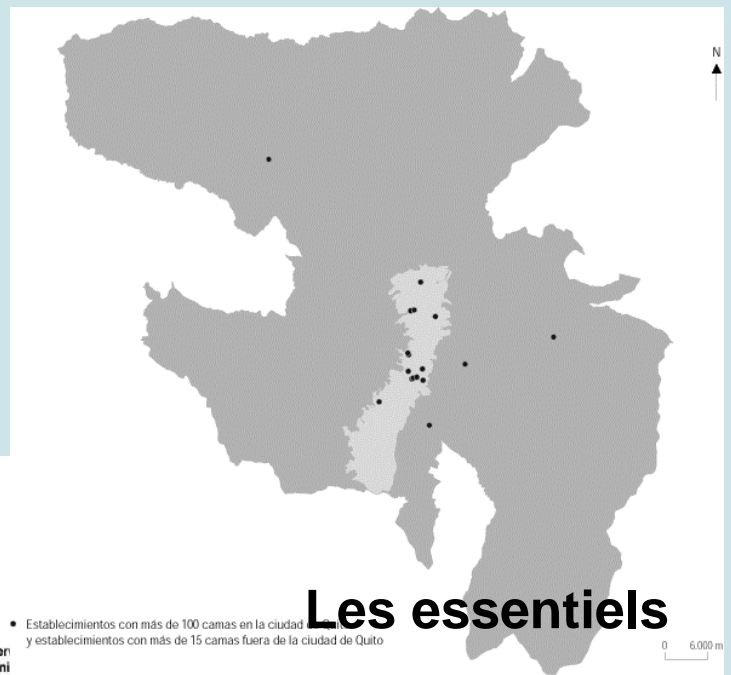 N
Les essentiels
Establecimientos con más de 100 camas en la ciudad de
y establecimientos con más de 15 camas fuera de la ciudad de Quito
0 6.000 m